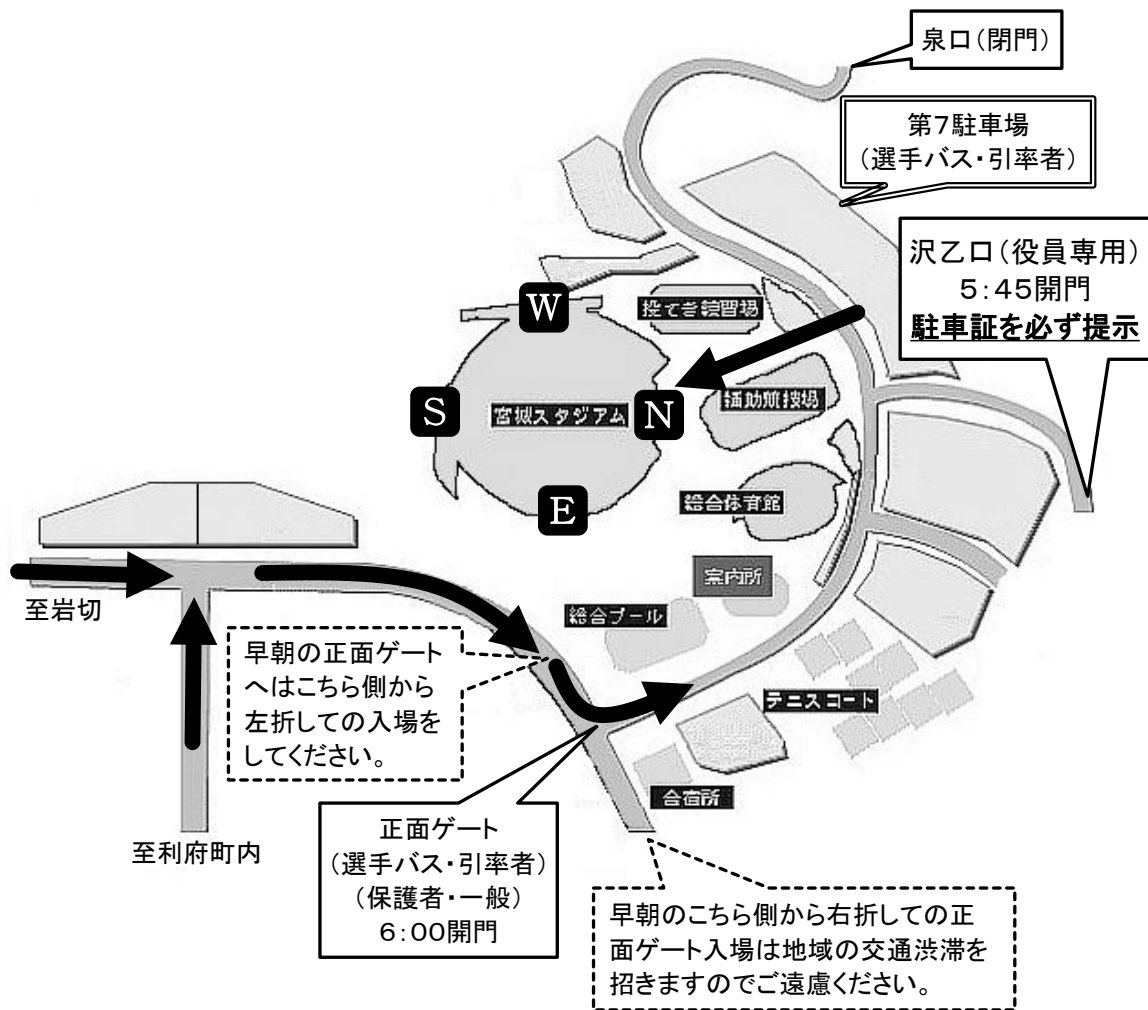 泉口(閉門)
第7駐車場
(選手バス・引率者)
沢乙口(役員専用)
5:45開門
駐車証を必ず提示
W
投てき練習場
S
宮城スタジアム
N
補助競技場
E
総合体育館
案内所
総合プール
至岩切
早朝の正面ゲート
へはこちら側から
左折しての入場を
してください。
テニスコート
合宿所
正面ゲート
(選手バス・引率者)
(保護者・一般)
6:00開門
至利府町内
早朝のこちら側から右折しての正
面ゲート入場は地域の交通渋滞を
招きますのでご遠慮ください。